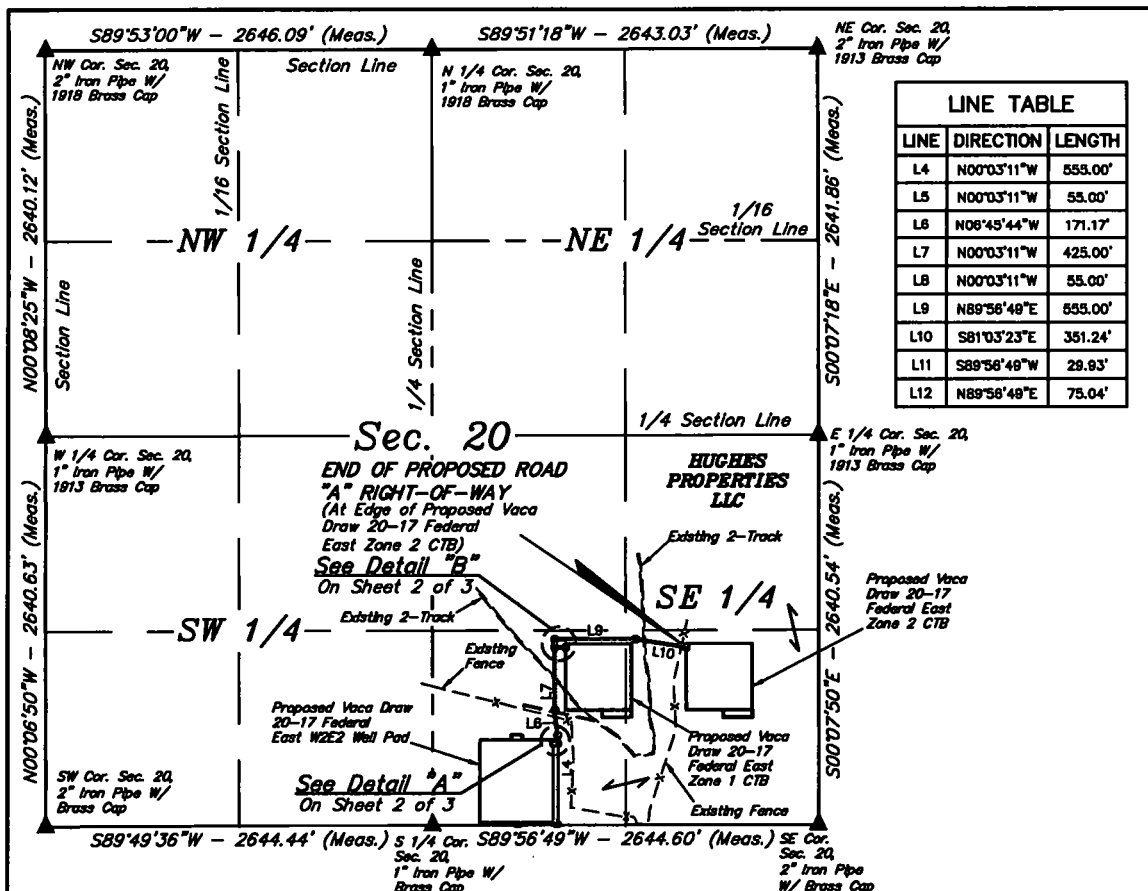 S89°53'00"W - 2646.09' (Meas.)
S89°51'18"W - 2643.03' (Meas.)
NE Cor. Sec. 20,
2" Iron Pipe W/
1913 Brass Cap
NW Cor. Sec. 20,
2" Iron Pipe W/
1918 Brass Cap
Section Line
N 1/4 Cor. Sec. 20,
1" Iron Pipe W/
1918 Brass Cap
LINE TABLE
LINE DIRECTION LENGTH
L4 N00°03'11"W 555.00'
L5 N00°03'11"W 55.00'
L6 N06°45'44"W 171.17'
L7 N00°03'11"W 425.00'
L8 N00°03'11"W 55.00'
L9 N89°56'49"E 555.00'
L10 S81°03'23"E 351.24'
L11 S89°56'49"W 29.93'
L12 N89°56'49"E 75.04'
N00°08'25"W - 2640.12' (Meas.)
Section Line
1/16 Section Line
1/4 Section Line
S00°07'18"E - 2641.86' (Meas.)
NW 1/4
NE 1/4
1/16
Section Line
1/4 Section Line
Sec. 20
W 1/4 Cor. Sec. 20,
1" Iron Pipe W/
1913 Brass Cap
E 1/4 Cor. Sec. 20,
1" Iron Pipe W/
1913 Brass Cap
END OF PROPOSED ROAD
"A" RIGHT-OF-WAY
(At Edge of Proposed Vaca
Draw 20-17 Federal
East Zone 2 CTB)
HUGHES
PROPERTIES
LLC
See Detail "B"
On Sheet 2 of 3
Existing 2-Track
Existing 2-Track
SE 1/4
SW 1/4
Proposed Vaca
Draw 20-17
Federal East
Zone 2 CTB
N00°06'50"W - 2640.63' (Meas.)
S00°07'50"E - 2640.54' (Meas.)
L9
L10
L7
L6
L4
Existing
Fence
Proposed Vaca Draw
20-17 Federal
East W2E2 Well Pad
Proposed Vaca
Draw 20-17
Federal East
Zone 1 CTB
See Detail "A"
On Sheet 2 of 3
Existing Fence
SW Cor. Sec. 20,
2" Iron Pipe W/
Brass Cap
S89°49'36"W - 2644.44' (Meas.)
S 1/4 Cor.
Sec. 20,
1" Iron Pipe W/
Brass Cap
S89°56'49"W - 2644.60' (Meas.)
SE Cor.
Sec. 20,
2" Iron Pipe
W/ Brass Cap